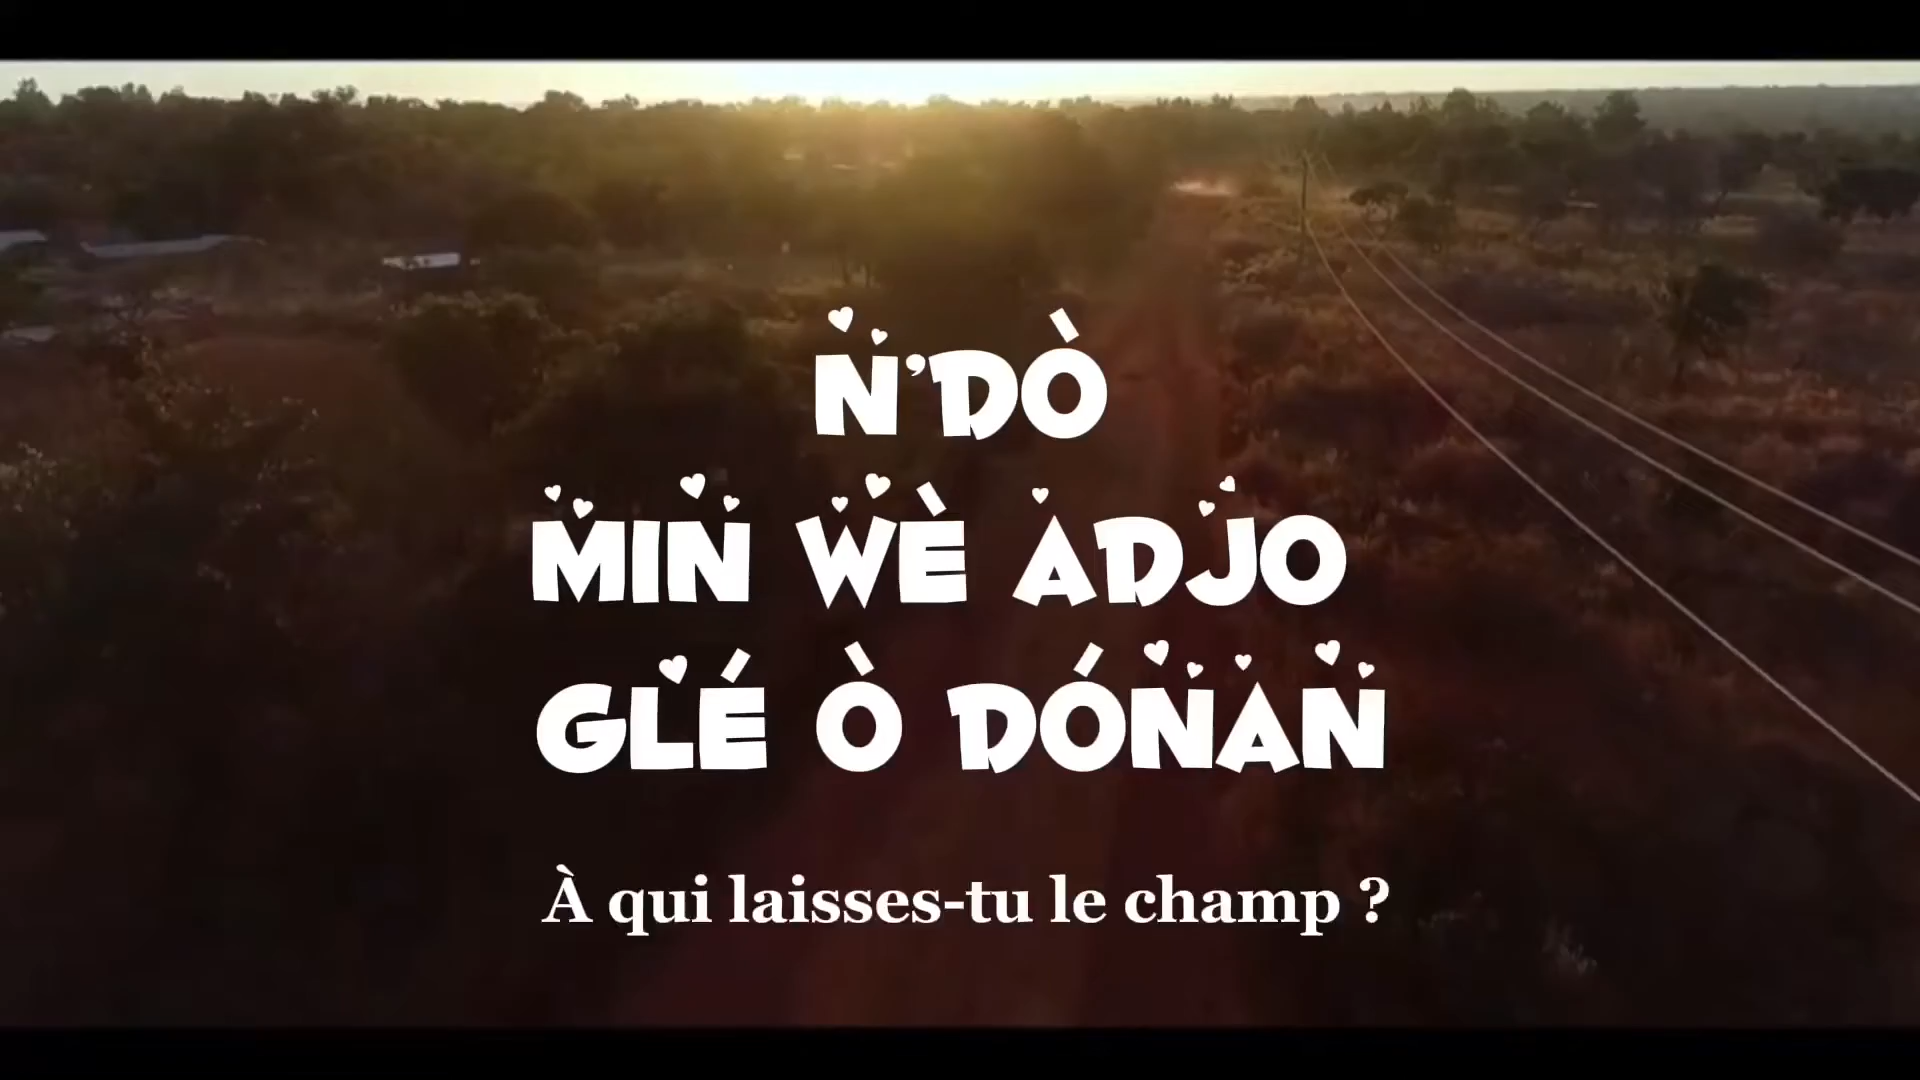 N'DÒ
MIN WÈ ADJO
GLÉ Ò DÓNAN
À qui laisses-tu le champ ?